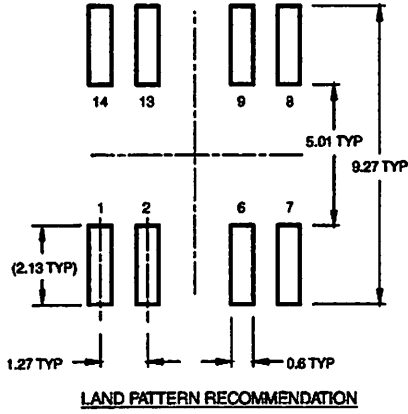 14 13 9 8
5.01 TYP
9.27 TYP
1 2 6 7
(2.13 TYP)
1.27 TYP
0.6 TYP
LAND PATTERN RECOMMENDATION